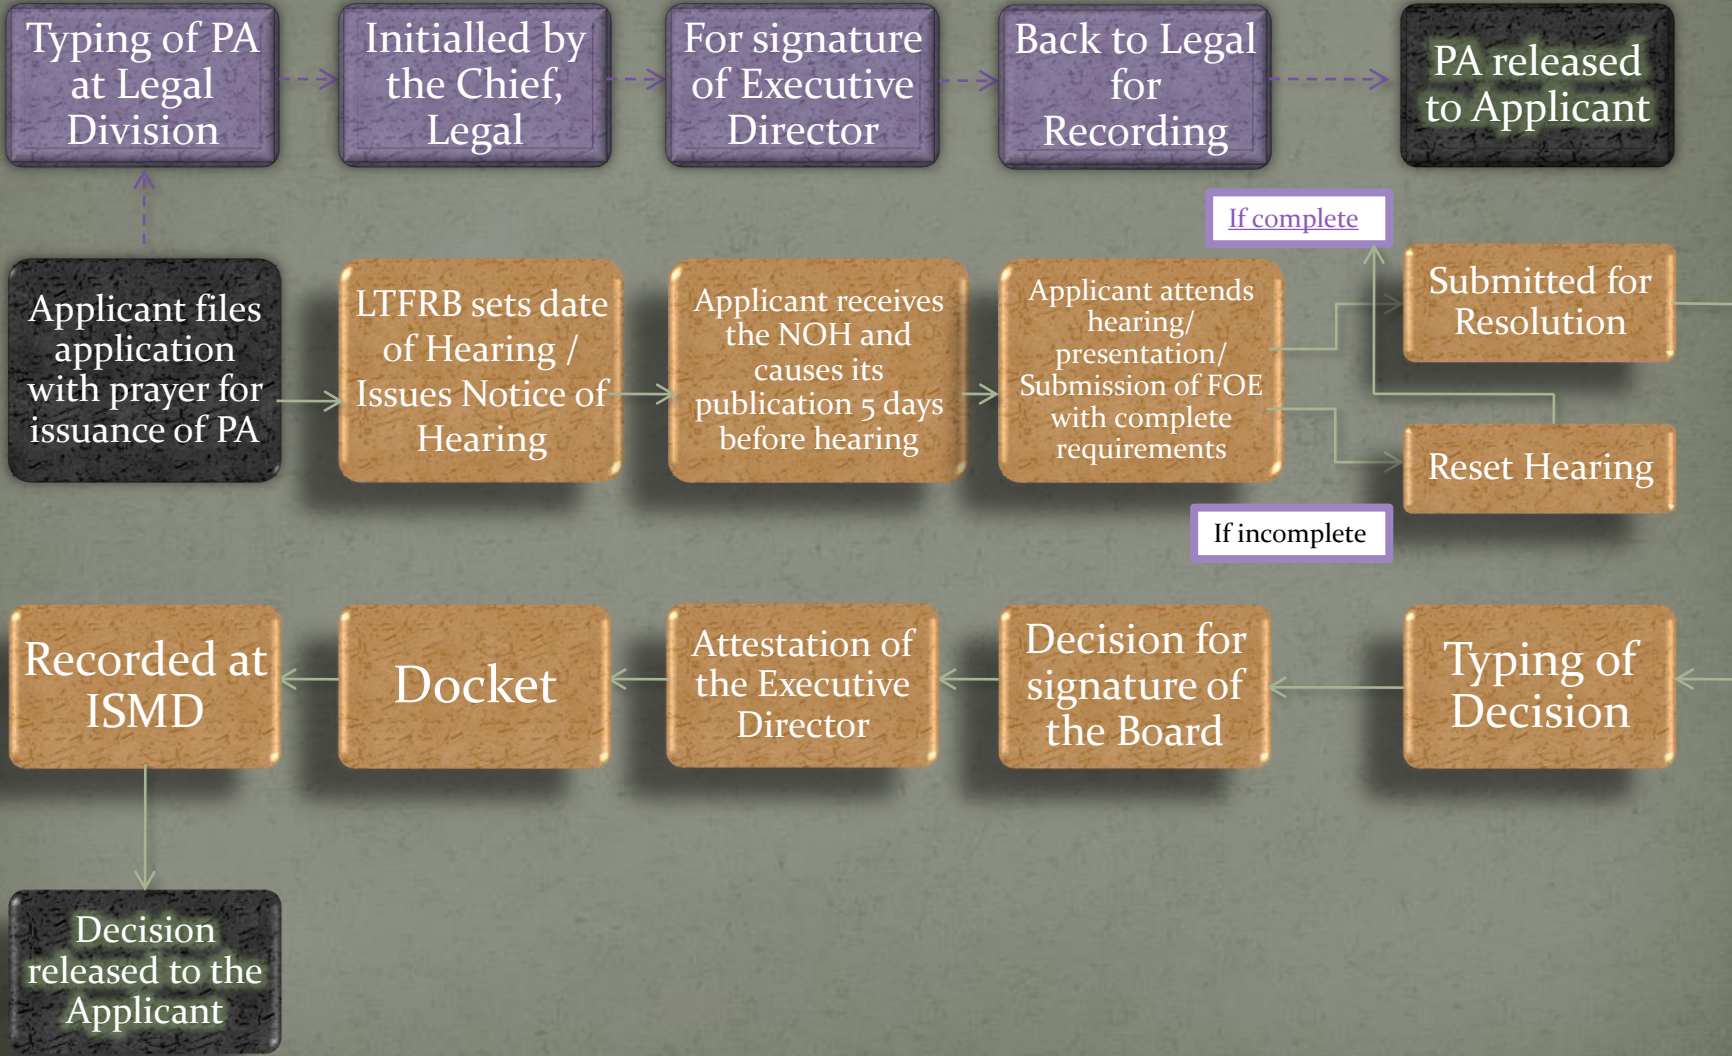 Typing of PA
at Legal
Division
Initialled by
the Chief,
Legal
For signature
of Executive
Director
Back to Legal
for
Recording
PA released
to Applicant
If complete
Applicant files
application
with prayer for
issuance of PA
LTFRB sets date
of Hearing /
Issues Notice of
Hearing
Applicant receives
the NOH and
causes its
publication 5 days
before hearing
Applicant attends
hearing/
presentation/
Submission of FOE
with complete
requirements
Submitted for
Resolution
Reset Hearing
If incomplete
Recorded at
ISMD
Docket
Attestation of
the Executive
Director
Decision for
signature of
the Board
Typing of
Decision
Decision
released to the
Applicant